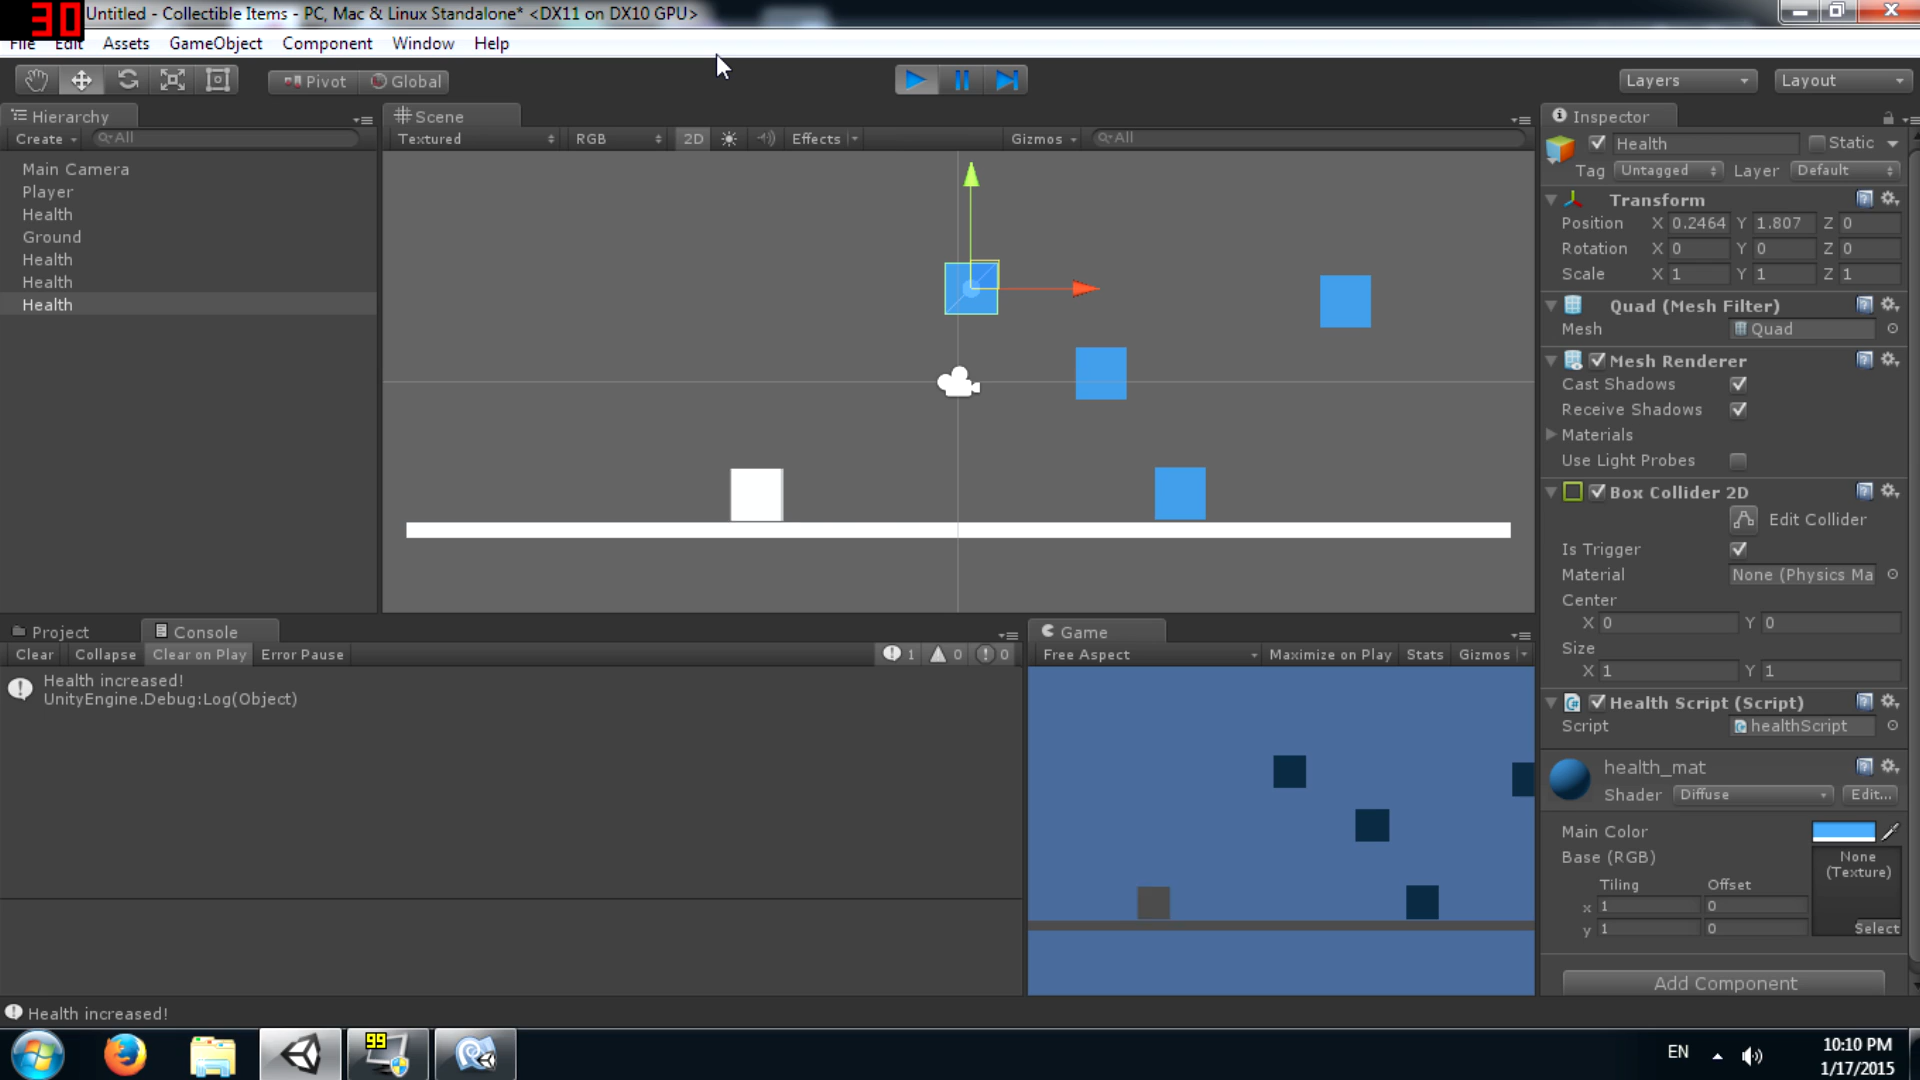 30
Untitled - Collectible Items - PC, Mac & Linux Standalone* <DX11 on DX10 GPU>
File Edit Assets GameObject Component Window Help
Pivot Global
Layers Layout
Hierarchy
Create All
Main Camera
Player
Health
Ground
Health
Health
Health
Scene
Textured RGB 2D Effects Gizmos All
Inspector
Health Static
Tag Untagged Layer Default
Transform
Position X 0.2464 Y 1.807 Z 0
Rotation X 0 Y 0 Z 0
Scale X 1 Y 1 Z 1
Quad (Mesh Filter)
Mesh Quad
Mesh Renderer
Cast Shadows
Receive Shadows
Materials
Use Light Probes
Box Collider 2D
Edit Collider
Is Trigger
Material None (Physics Ma
Center
X 0 Y 0
Size
X 1 Y 1
Health Script (Script)
Script healthScript
health_mat
Shader Diffuse Edit...
Main Color
Base (RGB)
None
(Texture)
Tiling Offset
x 1 0
y 1 0
Select
Add Component
Project Console
Clear Collapse Clear on Play Error Pause 1 0 0
Health increased!
UnityEngine.Debug:Log(Object)
Game
Free Aspect Maximize on Play Stats Gizmos
Health increased!
99
EN
10:10 PM
1/17/2015